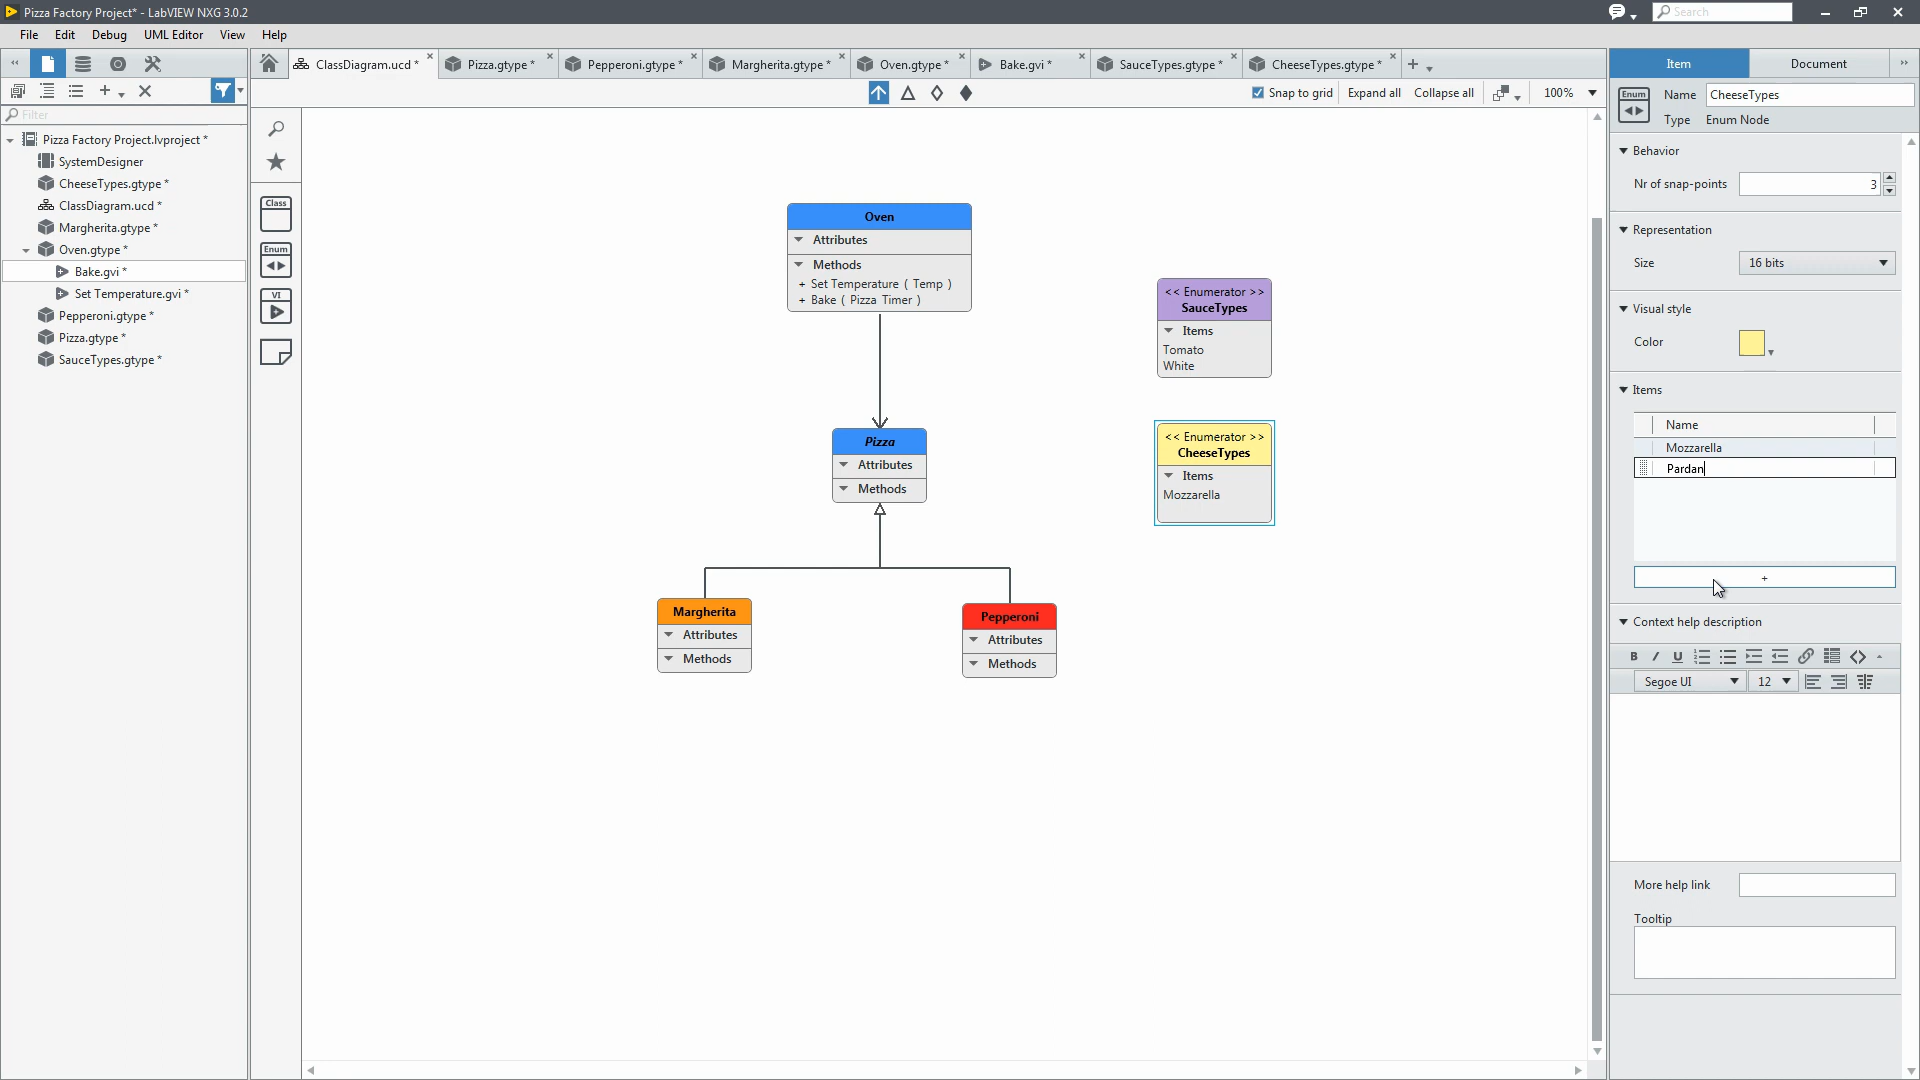 Pizza Factory Project* - LabVIEW NXG 3.0.2
Search
File Edit Debug UML Editor View Help
ClassDiagram.ucd * Pizza.gtype * Pepperoni.gtype * Margherita.gtype * Oven.gtype * Bake.gvi * SauceTypes.gtype * CheeseTypes.gtype *
Item Document
Snap to grid Expand all Collapse all 100%
Filter
Pizza Factory Project.lvproject *
SystemDesigner
CheeseTypes.gtype *
ClassDiagram.ucd *
Margherita.gtype *
Oven.gtype *
Bake.gvi *
Set Temperature.gvi *
Pepperoni.gtype *
Pizza.gtype *
SauceTypes.gtype *
Class
Enum
VI
Oven
Attributes
Methods
+ Set Temperature ( Temp )
+ Bake ( Pizza Timer )
Pizza
Attributes
Methods
Margherita
Attributes
Methods
Pepperoni
Attributes
Methods
<< Enumerator >>
SauceTypes
Items
Tomato
White
<< Enumerator >>
CheeseTypes
Items
Mozzarella
Enum
Name CheeseTypes
Type Enum Node
Behavior
Nr of snap-points 3
Representation
Size 16 bits
Visual style
Color
Items
Name
Mozzarella
Pardan
+
Context help description
B I U
Segoe UI 12
More help link
Tooltip